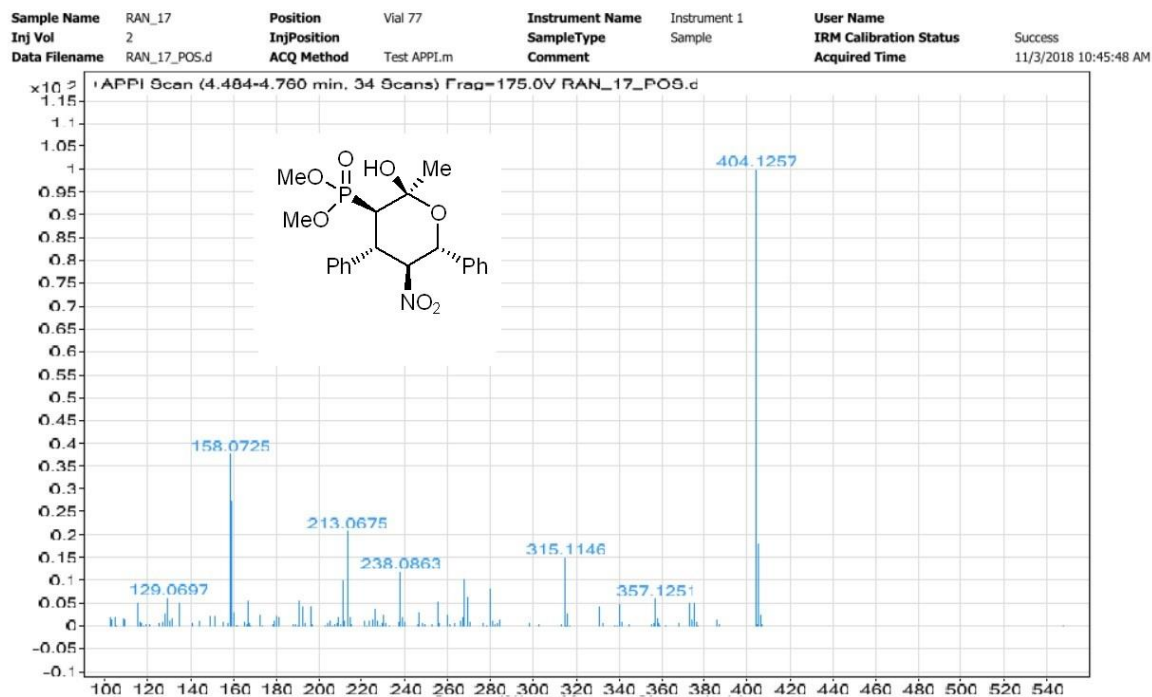 Sample Name RAN_17 Position Vial 77 Instrument Name Instrument 1 User Name
Inj Vol 2 InjPosition SampleType Sample IRM Calibration Status Success
Data Filename RAN_17_POS.d ACQ Method Test APPI.m Comment Acquired Time 11/3/2018 10:45:48 AM
APPI Scan (4.484-4.760 min, 34 Scans) Frag=175.0V RAN_17_POS.d
1.15
1.1
1.05
1
0.95
0.9
0.85
0.8
0.75
0.7
0.65
0.6
0.55
0.5
0.45
0.4
0.35
0.3
0.25
0.2
0.15
0.1
0.05
0
-0.05
-0.1
O
HO
Me
MeO
P
MeO
O
Ph
Ph
NO2
404.1257
158.0725
213.0675
315.1146
238.0863
129.0697
357.1251
100 120 140 160 180 200 220 240 260 280 300 320 340 360 380 400 420 440 460 480 500 520 540